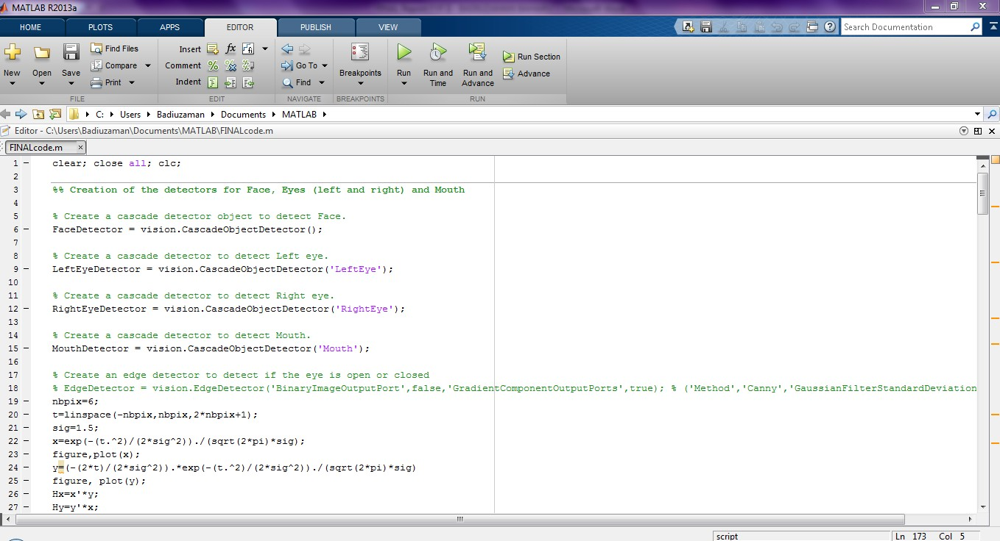 MATLAB R2013a
HOME PLOTS APPS EDITOR PUBLISH VIEW Search Documentation
New Open Save Find Files Compare Print
FILE
Insert fx
Comment
Indent
EDIT
Go To
Find
NAVIGATE
Breakpoints
BREAKPOINTS
Run Run and Time Run and Advance Run Section Advance
RUN
C: Users Badiuzaman Documents MATLAB
Editor - C:\Users\Badiuzaman\Documents\MATLAB\FINALcode.m
FINALcode.m
1 clear; close all; clc;
2
3 %% Creation of the detectors for Face, Eyes (left and right) and Mouth
4
5 % Create a cascade detector object to detect Face.
6 FaceDetector = vision.CascadeObjectDetector();
7
8 % Create a cascade detector to detect Left eye.
9 LeftEyeDetector = vision.CascadeObjectDetector('LeftEye');
10
11 % Create a cascade detector to detect Right eye.
12 RightEyeDetector = vision.CascadeObjectDetector('RightEye');
13
14 % Create a cascade detector to detect Mouth.
15 MouthDetector = vision.CascadeObjectDetector('Mouth');
16
17 % Create an edge detector to detect if the eye is open or closed
18 % EdgeDetector = vision.EdgeDetector('BinaryImageOutputPort',false,'GradientComponentOutputPorts',true); % ('Method','Canny','GaussianFilterStandardDeviation
19 nbpix=6;
20 t=linspace(-nbpix,nbpix,2*nbpix+1);
21 sig=1.5;
22 x=exp(-(t.^2)/(2*sig^2))./(sqrt(2*pi)*sig);
23 figure,plot(x);
24 y=(-(2*t)/(2*sig^2)).*exp(-(t.^2)/(2*sig^2))./(sqrt(2*pi)*sig)
25 figure, plot(y);
26 Hx=x'*y;
27 Hy=y'*x;
script Ln 173 Col 5